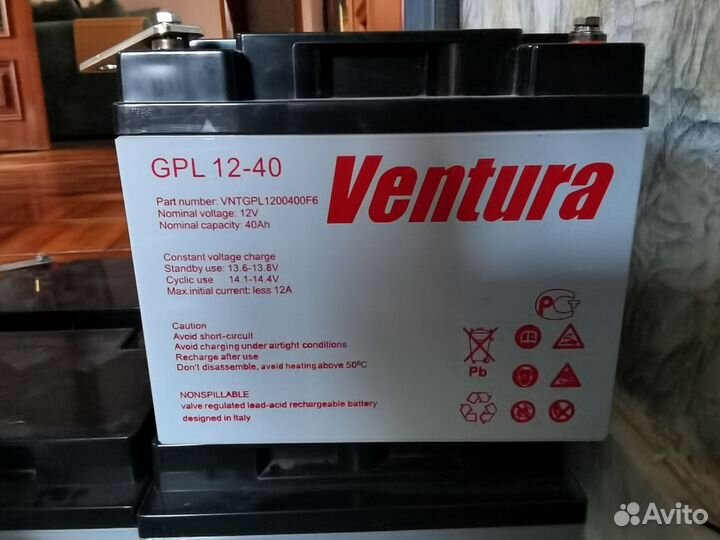 GPL 12-40
Ventura
Part number: VNTGPL1200400F6
Nominal voltage: 12V
Nominal capacity: 40Ah
Constant voltage charge
Standby use: 13.6-13.8V
Cyclic use 14.1-14.4V
Max.initial current: less 12A
Caution
Avoid short-circuit
Avoid charging under airtight conditions
Recharge after use
Don't disassemble, avoid heating above 50ºC
NONSPILLABLE
valve regulated lead-acid rechargeable battery
designed in Italy
РСТ
Pb
Avito